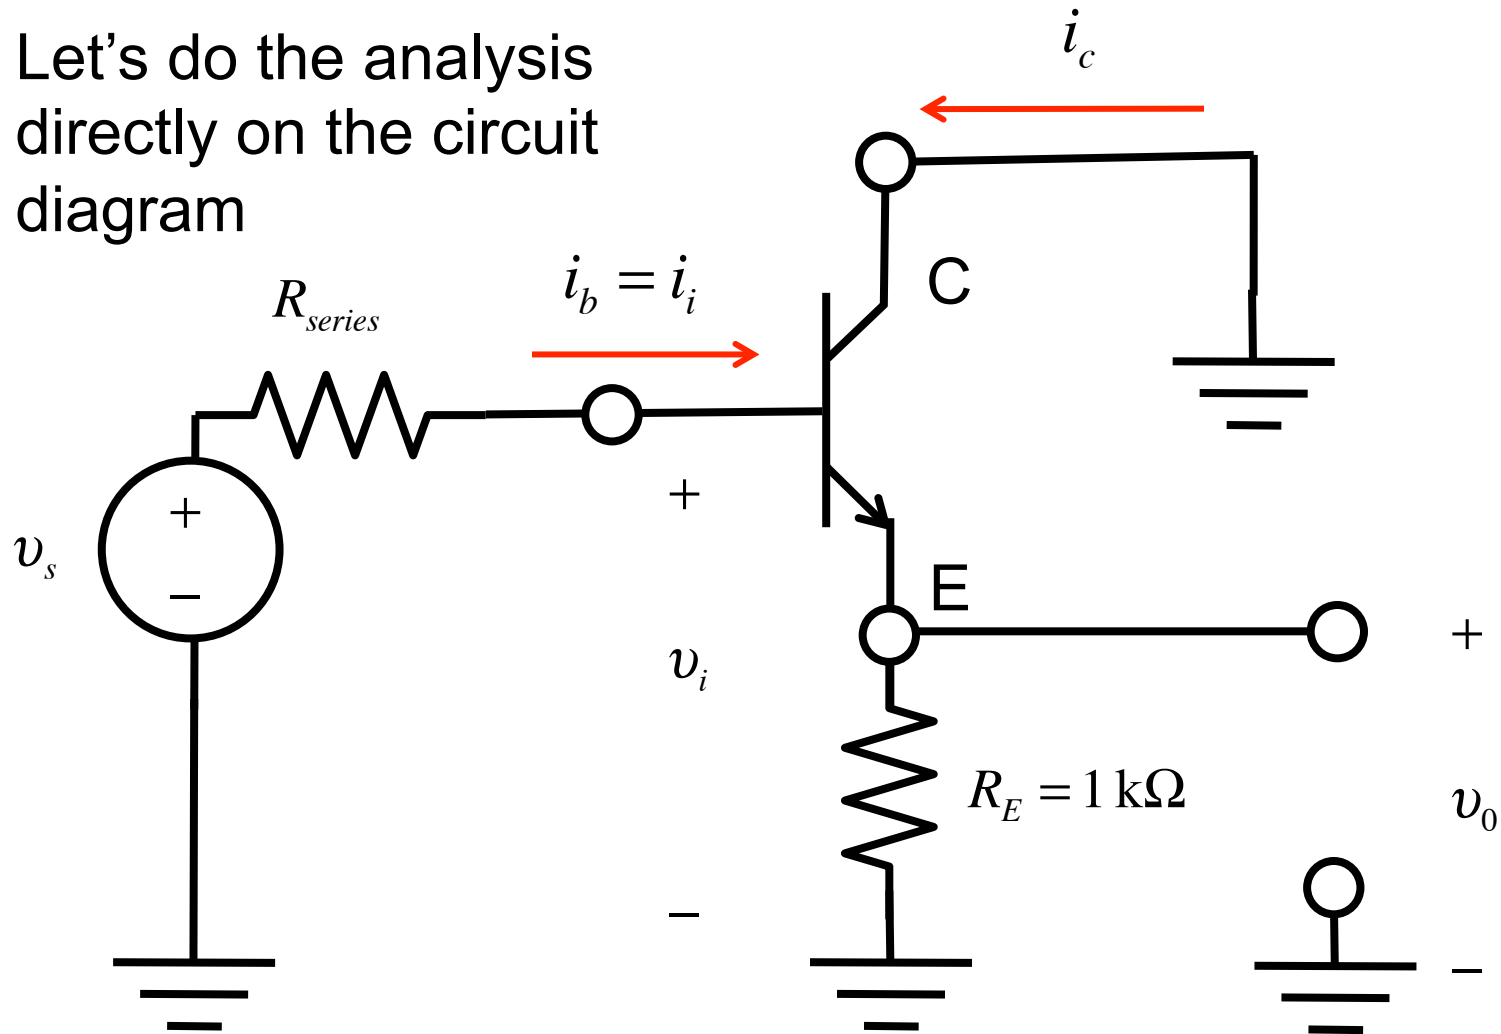 Let's do the analysis
directly on the circuit
diagram
i_c
i_b = i_i
C
R_series
+
+
υ_s
−
E
+
υ_i
R_E = 1 kΩ
υ_0
−
−